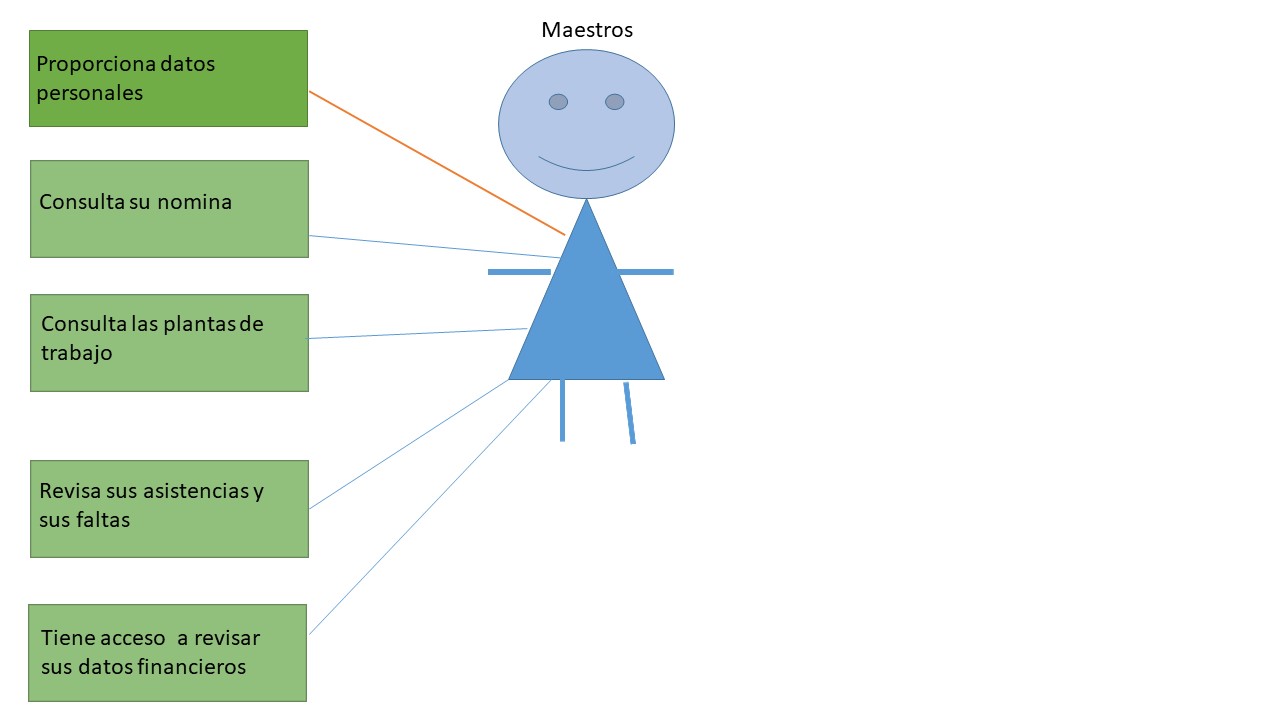 Maestros
Proporciona datos
personales
Consulta su nomina
Consulta las plantas de
trabajo
Revisa sus asistencias y
sus faltas
Tiene acceso  a revisar
sus datos financieros